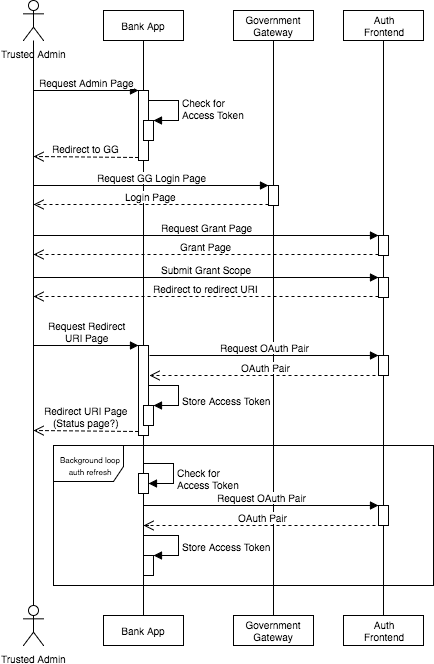 Trusted Admin
Bank App
Government
Gateway
Auth
Frontend
Request Admin Page
Check for
Access Token
Redirect to GG
Request GG Login Page
Login Page
Request Grant Page
Grant Page
Submit Grant Scope
Redirect to redirect URI
Request Redirect
URI Page
Request OAuth Pair
OAuth Pair
Store Access Token
Redirect URI Page
(Status page?)
Background loop
auth refresh
Check for
Access Token
Request OAuth Pair
OAuth Pair
Store Access Token
Trusted Admin
Bank App
Government
Gateway
Auth
Frontend